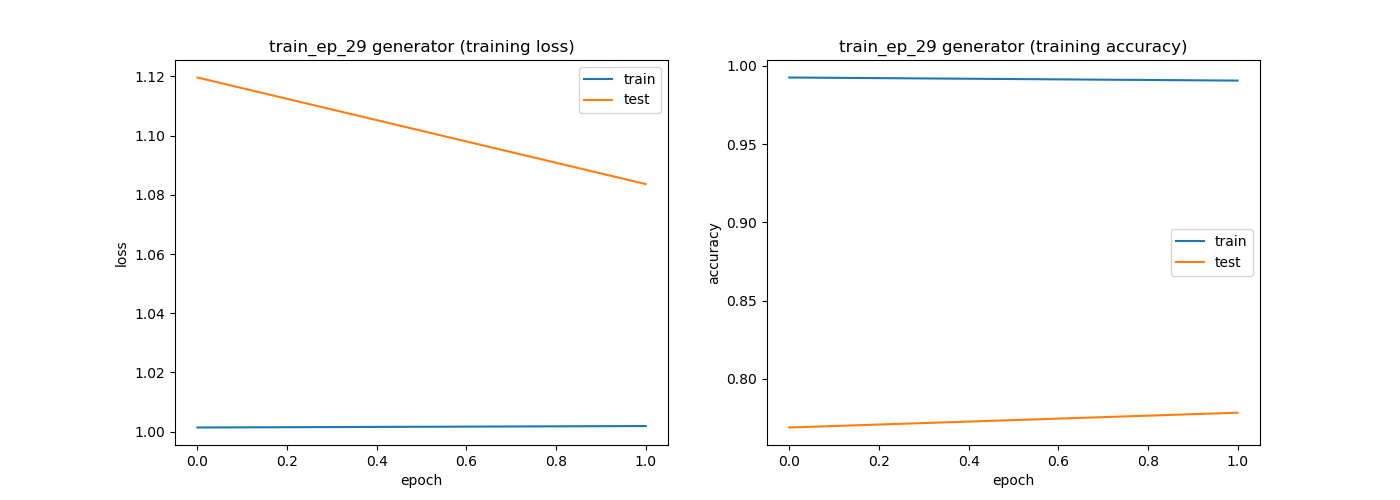 train_ep_29 generator (training loss)
1.12
1.10
1.08
1.06
1.04
1.02
1.00
loss
train
test
0.0 0.2 0.4 0.6 0.8 1.0
epoch
train_ep_29 generator (training accuracy)
1.00
0.95
0.90
0.85
0.80
accuracy
train
test
0.0 0.2 0.4 0.6 0.8 1.0
epoch